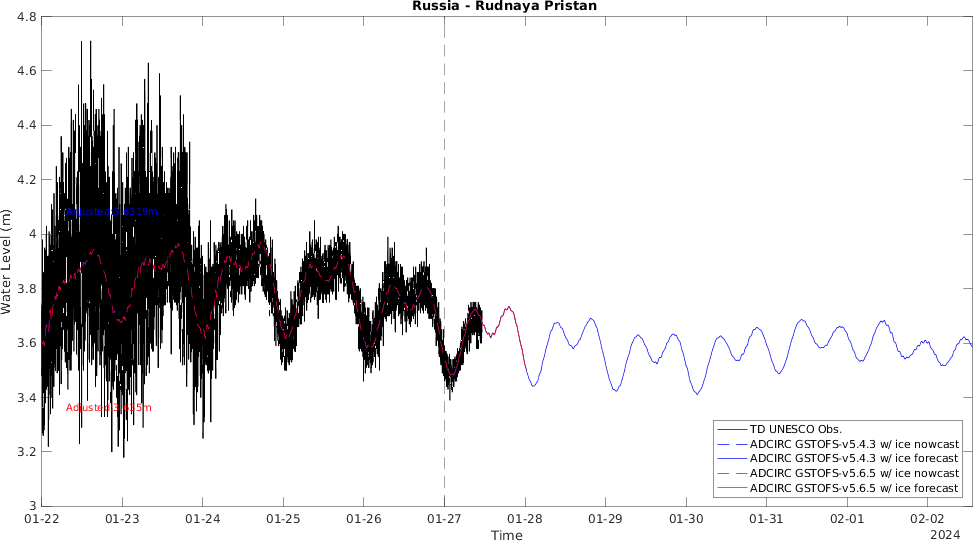 Russia - Rudnaya Pristan
Water Level (m)
4.8
4.6
4.4
4.2
4
3.8
3.6
3.4
3.2
3
Adjusted
Adjusted
TD UNESCO Obs.
ADCIRC GSTOFS-v5.4.3 w/ ice nowcast
ADCIRC GSTOFS-v5.4.3 w/ ice forecast
ADCIRC GSTOFS-v5.6.5 w/ ice nowcast
ADCIRC GSTOFS-v5.6.5 w/ ice forecast
01-22 01-23 01-24 01-25 01-26 01-27 01-28 01-29 01-30 01-31 02-01 02-02
Time
2024